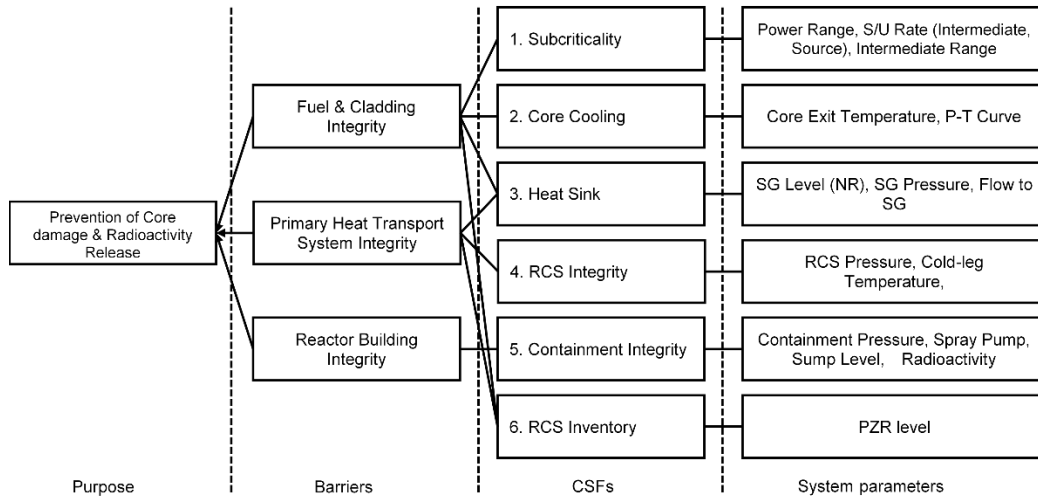 Prevention of Core
damage & Radioactivity
Release
Fuel & Cladding
Integrity
Primary Heat Transport
System Integrity
Reactor Building
Integrity
1. Subcriticality
2. Core Cooling
3. Heat Sink
4. RCS Integrity
5. Containment Integrity
6. RCS Inventory
Power Range, S/U Rate (Intermediate,
Source), Intermediate Range
Core Exit Temperature, P-T Curve
SG Level (NR), SG Pressure, Flow to
SG
RCS Pressure, Cold-leg
Temperature,
Containment Pressure, Spray Pump,
Sump Level, Radioactivity
PZR level
Purpose
Barriers
CSFs
System parameters